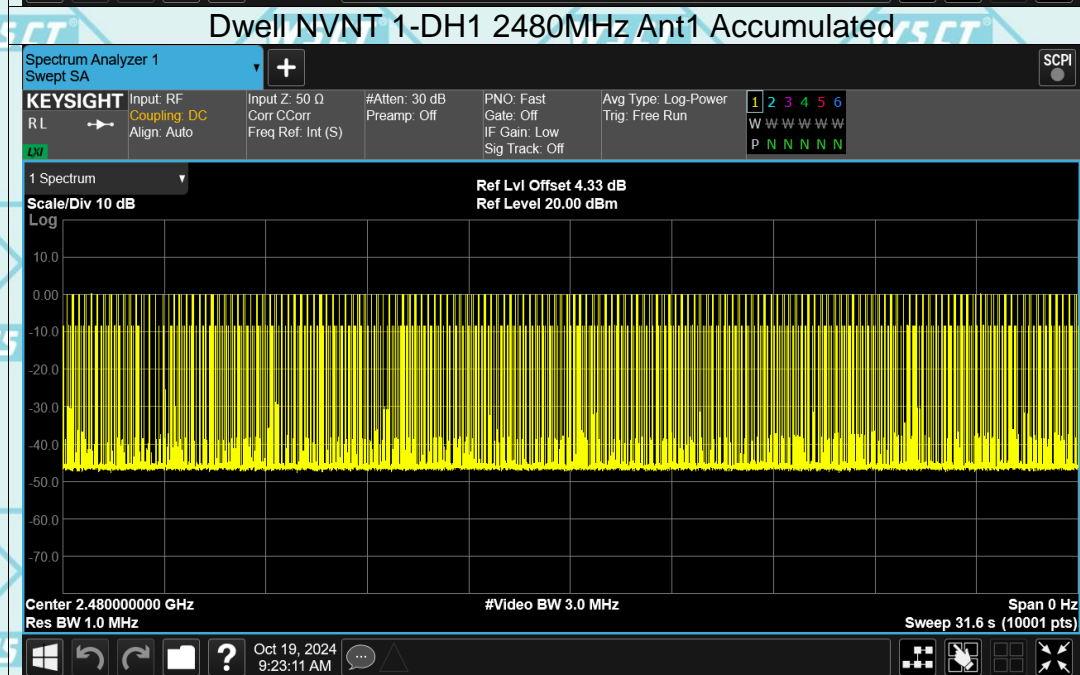 Dwell NVNT 1-DH1 2480MHz Ant1 Accumulated
Spectrum Analyzer 1
Swept SA
+
SCPI
KEYSIGHT
RL
LXI
Input: RF
Coupling: DC
Align: Auto
Input Z: 50 Ω
Corr CCorr
Freq Ref: Int (S)
#Atten: 30 dB
Preamp: Off
PNO: Fast
Gate: Off
IF Gain: Low
Sig Track: Off
Avg Type: Log-Power
Trig: Free Run
1 2 3 4 5 6
W W W W W W
P N N N N N
1 Spectrum
Scale/Div 10 dB
Ref Lvl Offset 4.33 dB
Ref Level 20.00 dBm
Log
10.0
0.00
-10.0
-20.0
-30.0
-40.0
-50.0
-60.0
-70.0
Center 2.480000000 GHz
#Video BW 3.0 MHz
Span 0 Hz
Res BW 1.0 MHz
Sweep 31.6 s (10001 pts)
?
Oct 19, 2024
9:23:11 AM